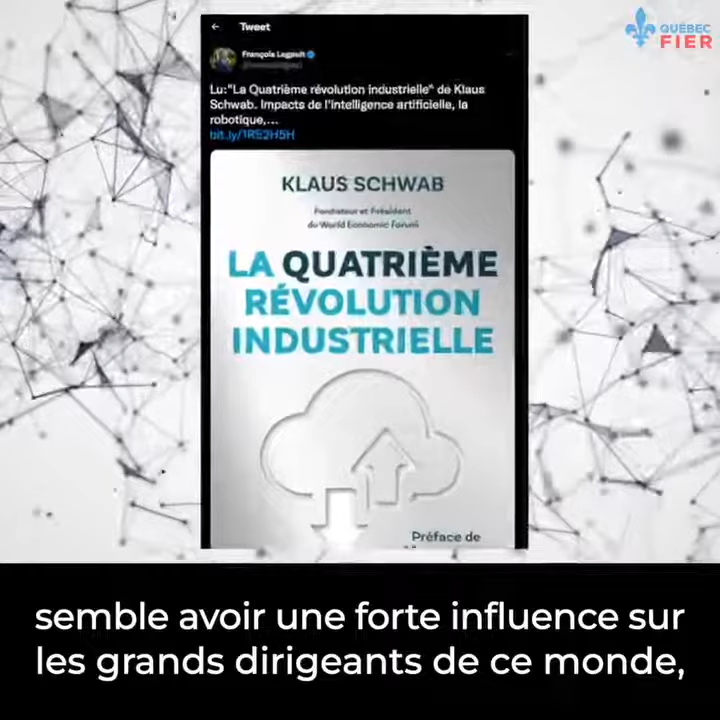 QUÉBEC
FIER
Tweet
François Legault
Lu:"La Quatrième révolution industrielle" de Klaus
Schwab. Impacts de l'intelligence artificielle, la
robotique,...
bit.ly/1R52H5H
KLAUS SCHWAB
Fondateur et Président
du World Economic Forum
LA QUATRIÈME
RÉVOLUTION
INDUSTRIELLE
Préface de
semble avoir une forte influence sur
les grands dirigeants de ce monde,